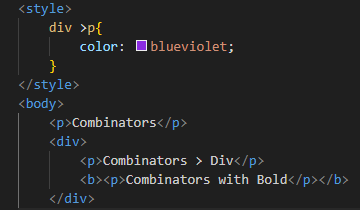 <style>
    div >p{
        color: blueviolet;
    }
</style>
<body>
    <p>Combinators</p>
    <div>
        <p>Combinators > Div</p>
        <b><p>Combinators with Bold</p></b>
    </div>